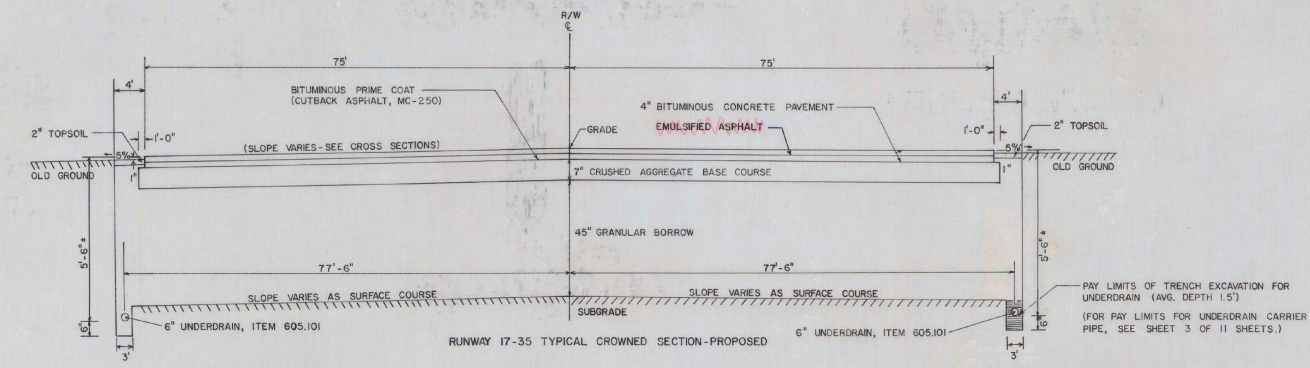 R/W
℄
75'
75'
4'
4'
BITUMINOUS PRIME COAT
(CUTBACK ASPHALT, MC-250)
4" BITUMINOUS CONCRETE PAVEMENT
EMULSIFIED ASPHALT
2" TOPSOIL
1'-0"
GRADE
1'-0"
2" TOPSOIL
5%
(SLOPE VARIES-SEE CROSS SECTIONS)
5%
OLD GROUND
1"
7" CRUSHED AGGREGATE BASE COURSE
1"
OLD GROUND
45" GRANULAR BORROW
5'-6"±
5'-6"±
77'-6"
77'-6"
SLOPE VARIES AS SURFACE COURSE
SLOPE VARIES AS SURFACE COURSE
SUBGRADE
PAY LIMITS OF TRENCH EXCAVATION FOR
UNDERDRAIN (AVG. DEPTH 1.5')
(FOR PAY LIMITS FOR UNDERDRAIN CARRIER
PIPE, SEE SHEET 3 OF 11 SHEETS.)
6"
6" UNDERDRAIN, ITEM 605.101
6" UNDERDRAIN, ITEM 605.101
6"
3'
3'
RUNWAY 17-35 TYPICAL CROWNED SECTION-PROPOSED